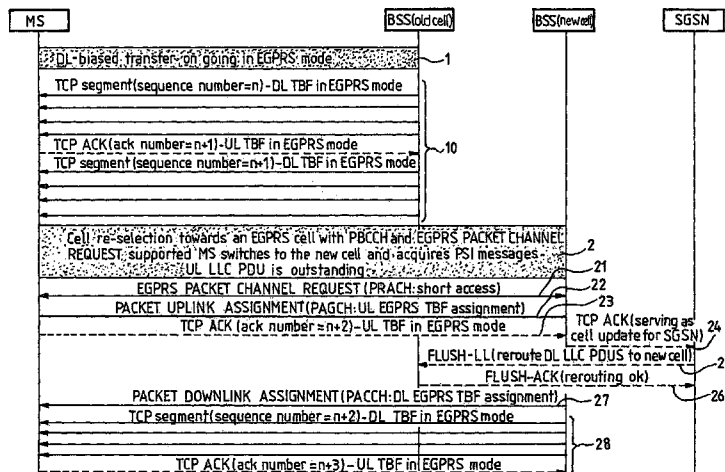 MS BSS(old cell) BSS(new cell) SGSN
DL-biased transfer on going in EGPRS mode
1
TCP segment(sequence number=n)-DL TBF in EGPRS mode
TCP ACK(ack number=n+1)-UL TBF in EGPRS mode
10
TCP segment(sequence number=n+1)-DL TBF in EGPRS mode
Cell re-selection towards an EGPRS cell with PBCCH and EGPRS PACKET CHANNEL
REQUEST supported MS switches to the new cell and acquires PSI messages-
2
UL LLC PDU is outstanding
21
EGPRS PACKET CHANNEL REQUEST(PRACH:short access)
22
PACKET UPLINK ASSIGNMENT(PAGCH:UL EGPRS TBF assignment)
23
TCP ACK(ack number=n+2)-UL TBF in EGPRS mode
TCP ACK(serving as
cell update for SGSN)
24
FLUSH-LL(reroute DL LLC PDUS to new cell)
2
FLUSH-ACK(rerouting ok)
26
PACKET DOWNLINK ASSIGNMENT(PACCH:DL EGPRS TBF assignment)
27
TCP segment(sequence number=n+2)-DL TBF in EGPRS mode
28
TCP ACK(ack number=n+3)-UL TBF in EGPRS mode